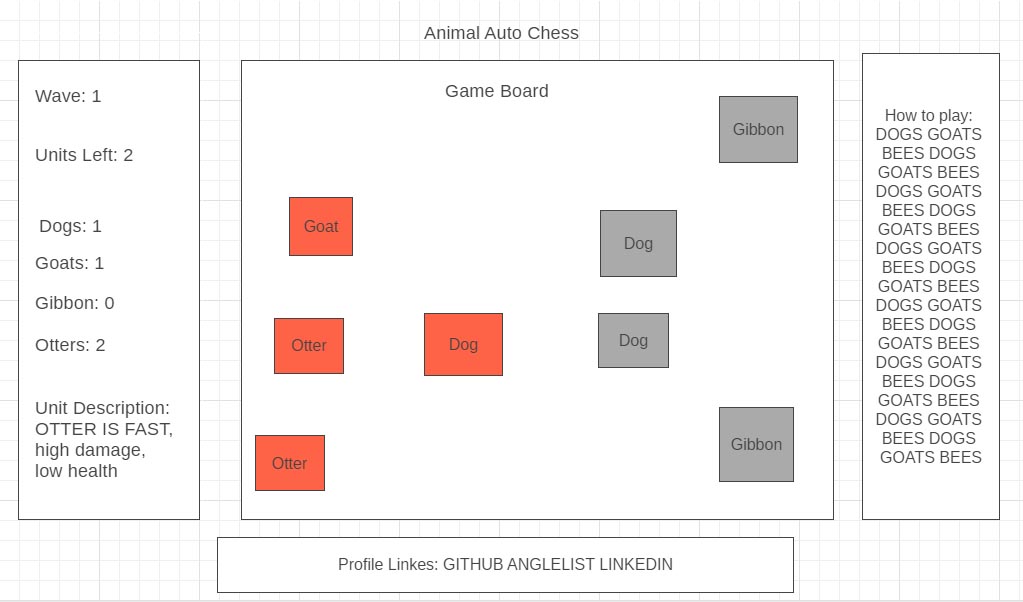 Animal Auto Chess
Wave: 1
Units Left: 2
Dogs: 1
Goats: 1
Gibbon: 0
Otters: 2
Unit Description:
OTTER IS FAST,
high damage,
low health
Game Board
Gibbon
Goat
Dog
Otter
Dog
Dog
Otter
Gibbon
How to play:
DOGS GOATS
BEES DOGS
GOATS BEES
DOGS GOATS
BEES DOGS
GOATS BEES
DOGS GOATS
BEES DOGS
GOATS BEES
DOGS GOATS
BEES DOGS
GOATS BEES
DOGS GOATS
BEES DOGS
GOATS BEES
DOGS GOATS
BEES DOGS
GOATS BEES
Profile Linkes: GITHUB ANGLELIST LINKEDIN